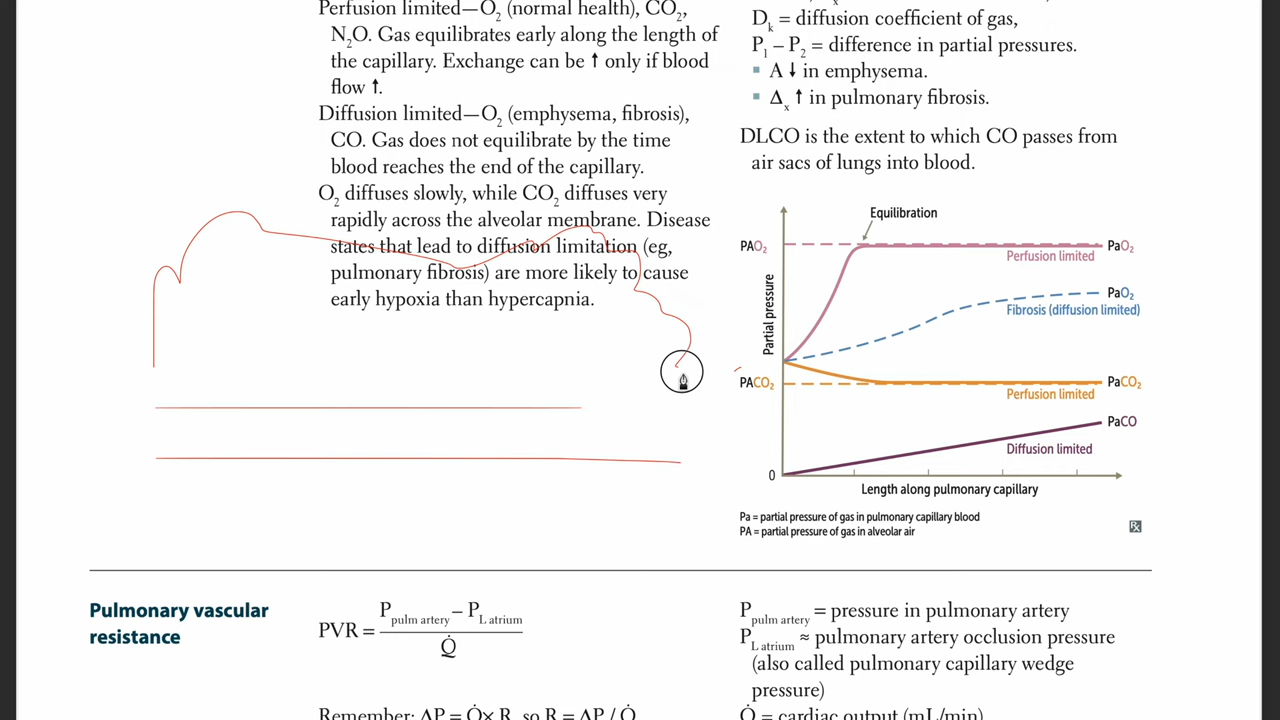 Perfusion limited—O₂ (normal health), CO₂,
N₂O. Gas equilibrates early along the length of
the capillary. Exchange can be ↑ only if blood
flow ↑.
Diffusion limited—O₂ (emphysema, fibrosis),
CO. Gas does not equilibrate by the time
blood reaches the end of the capillary.
O₂ diffuses slowly, while CO₂ diffuses very
rapidly across the alveolar membrane. Disease
states that lead to diffusion limitation (eg,
pulmonary fibrosis) are more likely to cause
early hypoxia than hypercapnia.
Dₖ = diffusion coefficient of gas,
P₁ – P₂ = difference in partial pressures.
▪ A ↓ in emphysema.
▪ Δₓ ↑ in pulmonary fibrosis.
DLCO is the extent to which CO passes from
air sacs of lungs into blood.
Equilibration
PAO₂
PaO₂
Perfusion limited
PaO₂
Fibrosis (diffusion limited)
Partial pressure
PACO₂
PaCO₂
Perfusion limited
PaCO
Diffusion limited
0
Length along pulmonary capillary
Pa = partial pressure of gas in pulmonary capillary blood
PA = partial pressure of gas in alveolar air
Rx
Pulmonary vascular
resistance
PVR = (P pulm artery – P L atrium) / Q̇
Remember: ΔP = Q̇ × R, so R = ΔP / Q̇
P pulm artery = pressure in pulmonary artery
P L atrium ≈ pulmonary artery occlusion pressure
(also called pulmonary capillary wedge
pressure)
Q̇ = cardiac output (mL/min)